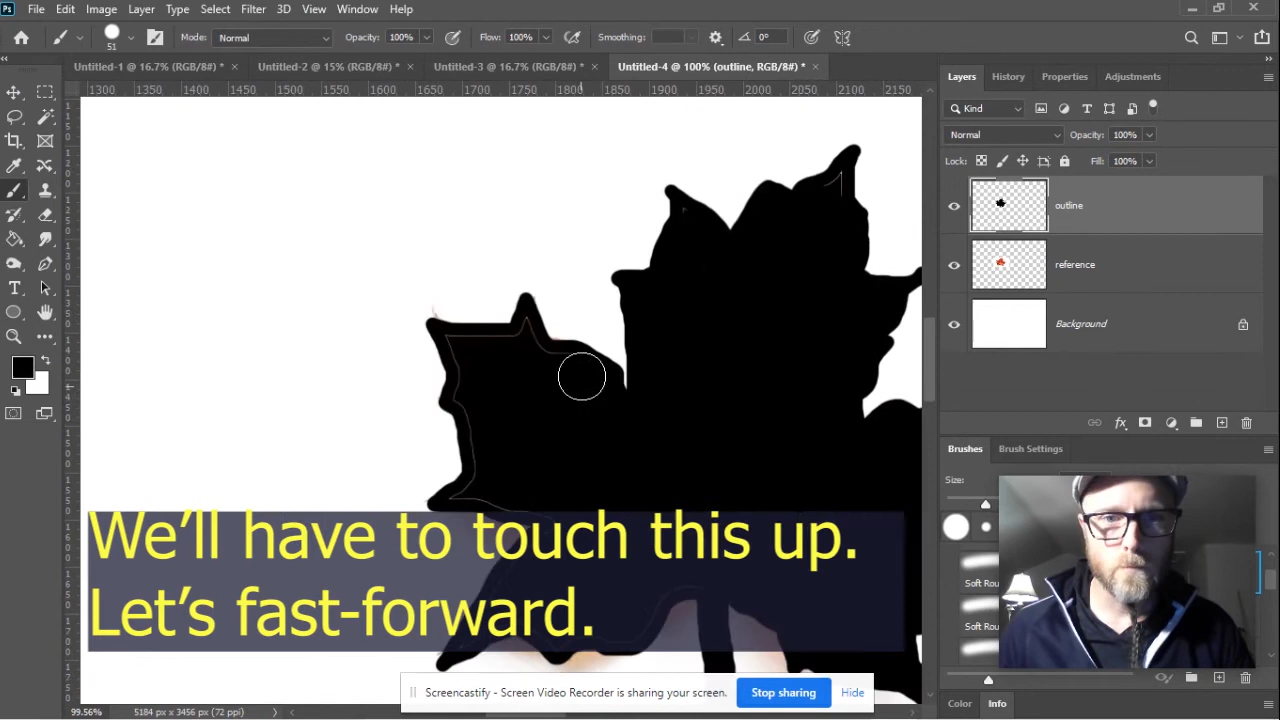 Ps File Edit Image Layer Type Select Filter 3D View Window Help
51 Mode: Normal Opacity: 100% Flow: 100% Smoothing: 0°
Untitled-1 @ 16.7% (RGB/8#) * × Untitled-2 @ 15% (RGB/8#) * × Untitled-3 @ 16.7% (RGB/8#) * × Untitled-4 @ 100% (outline, RGB/8#) * ×
1300 1350 1400 1450 1500 1550 1600 1650 1700 1750 1800 1850 1900 1950 2000 2050 2100 2150
Layers History Properties Adjustments
Kind
Normal Opacity: 100%
Lock: Fill: 100%
outline
reference
Background
fx
Brushes Brush Settings
Size:
Soft Rou
Soft Rou
We'll have to touch this up.
Let's fast-forward.
Screencastify - Screen Video Recorder is sharing your screen. Stop sharing Hide
Color Info
99.56% 5184 px x 3456 px (72 ppi)